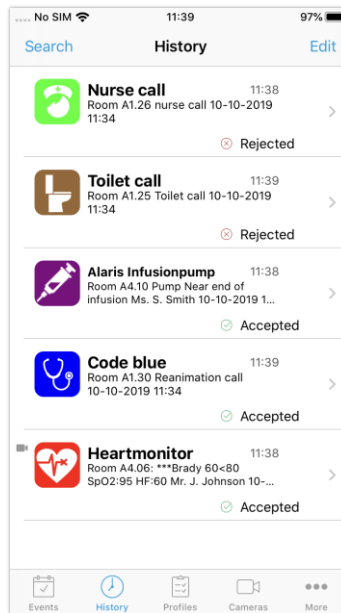 No SIM 11:39 97%
Search History Edit
Nurse call 11:38
Room A1.26 nurse call 10-10-2019
11:34
Rejected
Toilet call 11:39
Room A1.25 Toilet call 10-10-2019
11:34
Rejected
Alaris Infusionpump 11:38
Room A4.10 Pump Near end of
infusion Ms. S. Smith 10-10-2019 1...
Accepted
Code blue 11:39
Room A1.30 Reanimation call
10-10-2019 11:34
Accepted
Heartmonitor 11:38
Room A4.06: ***Brady 60<80
SpO2:95 HF:60 Mr. J. Johnson 10-...
Accepted
Events History Profiles Cameras More